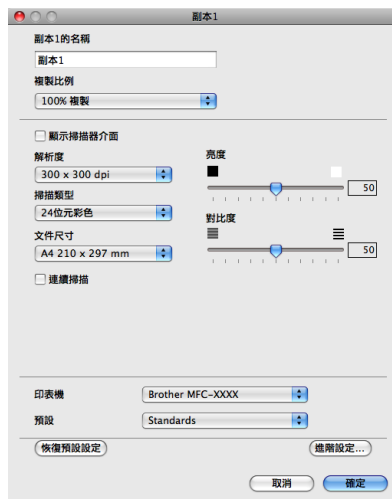 副本1
副本1的名稱
副本1
複製比例
100% 複製
顯示掃描器介面
解析度
300 x 300 dpi
掃描類型
24位元彩色
文件尺寸
A4 210 x 297 mm
連續掃描
亮度
50
對比度
50
印表機
Brother MFC-XXXX
預設
Standards
恢復預設設定
進階設定...
取消
確定